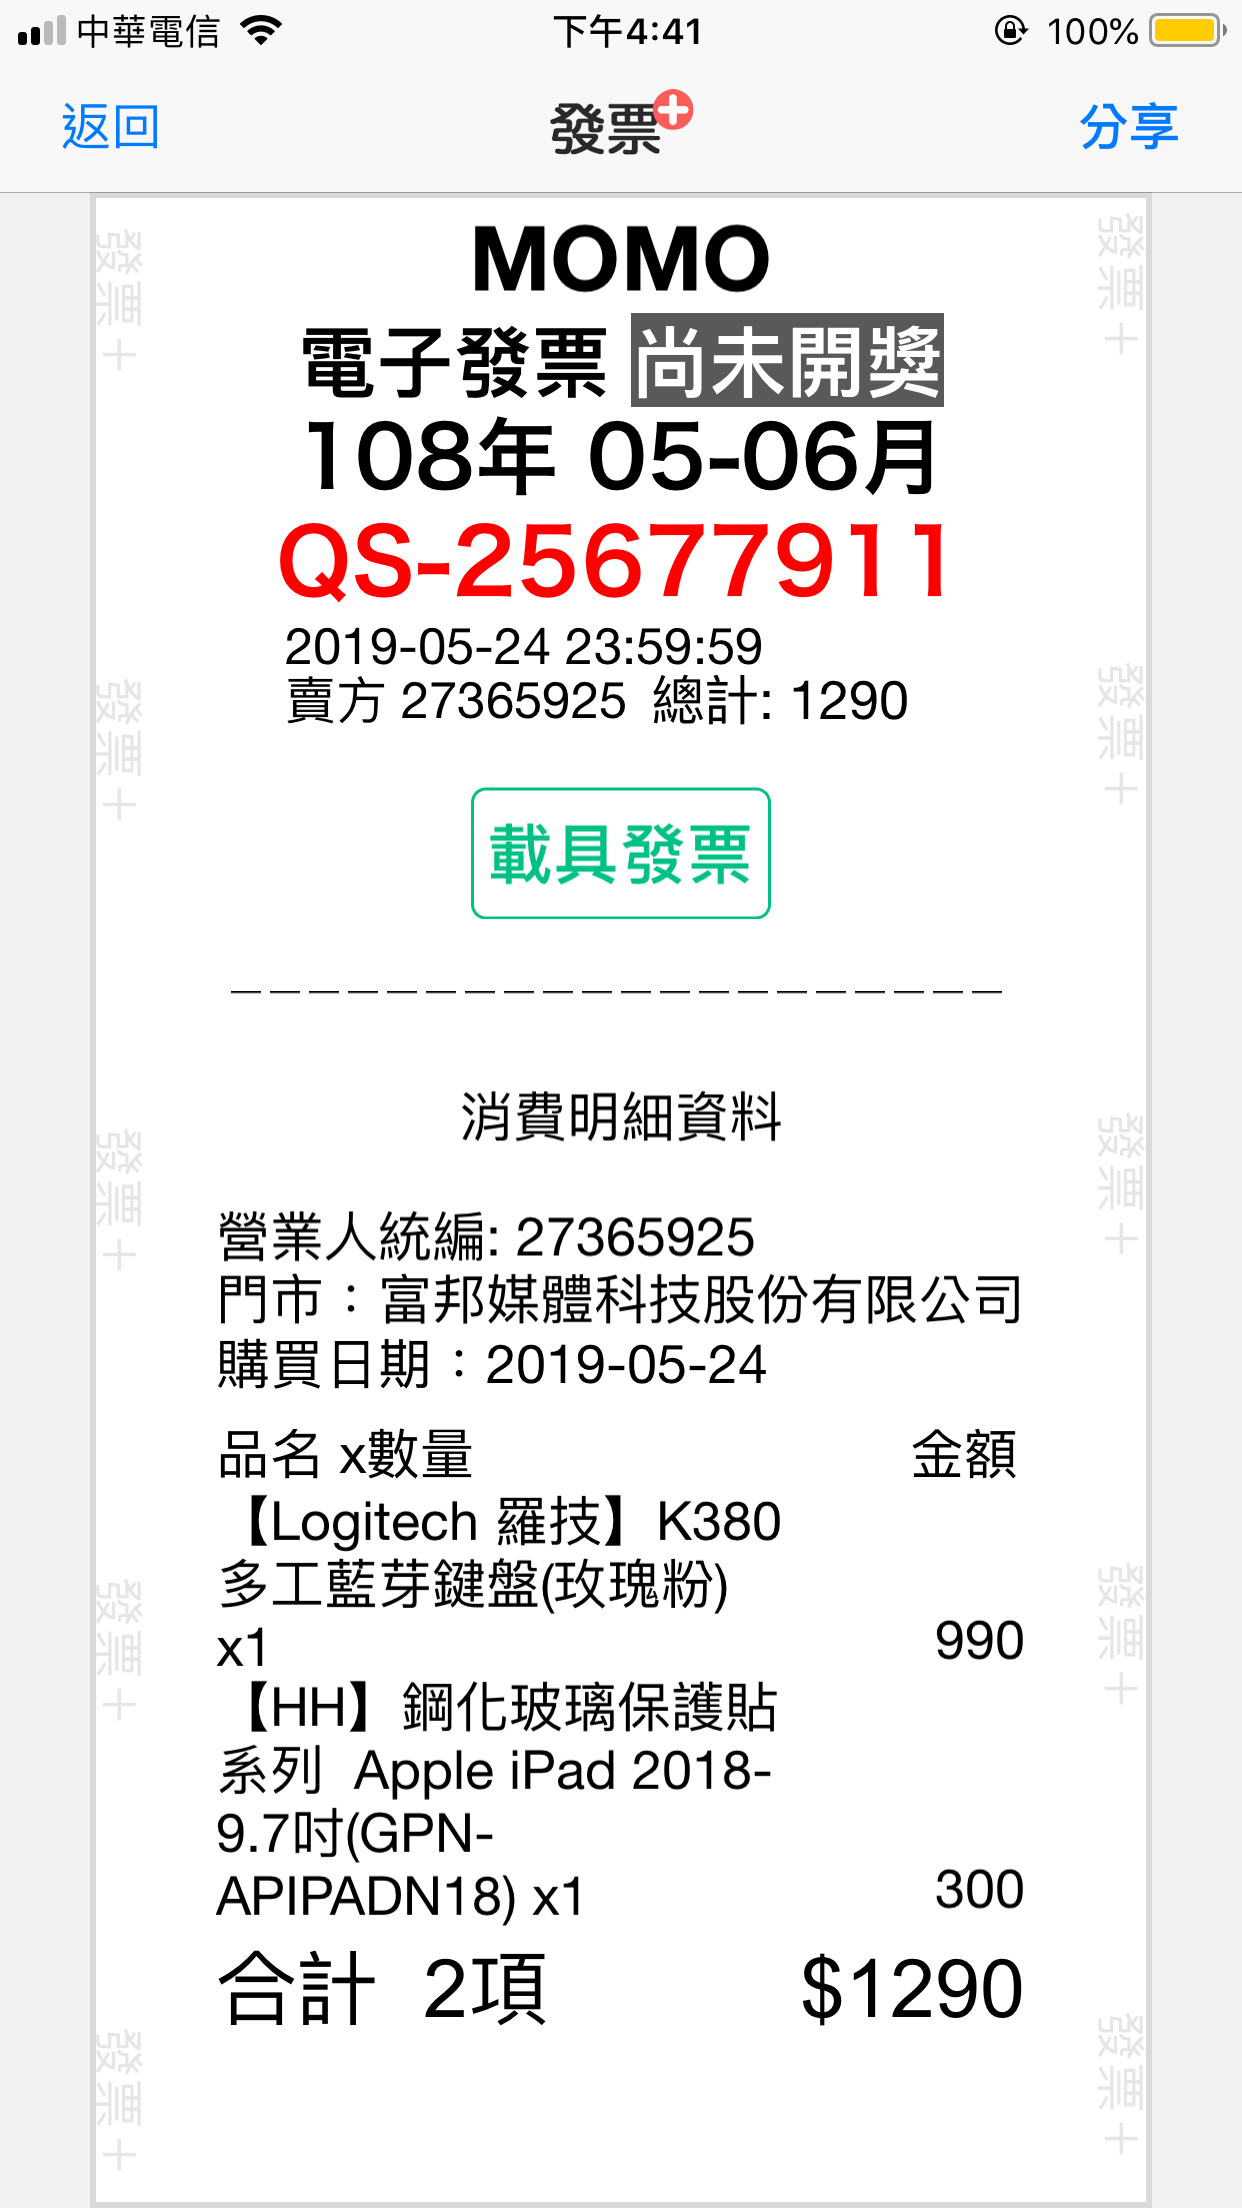 中華電信 下午4:41 100%
返回 發票 分享
MOMO
電子發票 尚未開獎
108年 05-06月
QS-25677911
2019-05-24 23:59:59
賣方 27365925 總計: 1290
載具發票
消費明細資料
營業人統編: 27365925
門市：富邦媒體科技股份有限公司
購買日期：2019-05-24
品名 x數量 金額
【Logitech 羅技】K380
多工藍芽鍵盤(玫瑰粉)
x1 990
【HH】鋼化玻璃保護貼
系列 Apple iPad 2018-
9.7吋(GPN-
APIPADN18) x1 300
合計 2項 $1290
發票＋
發票＋
發票＋
發票＋
發票＋
發票＋
發票＋
發票＋
發票＋
發票＋